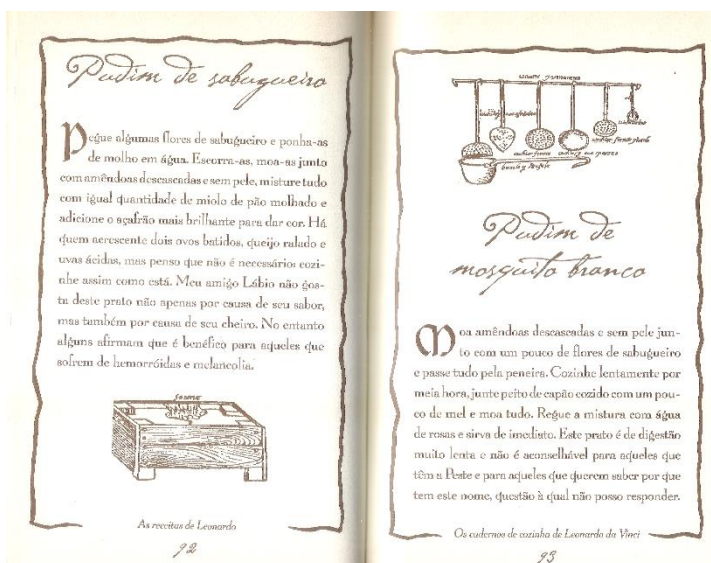 Pudim de sabugueiro
Pegue algumas flores de sabugueiro e ponha-as
de molho em água. Escorra-as, moa-as junto
com amêndoas descascadas e sem pele, misture tudo
com igual quantidade de miolo de pão molhado e
adicione o açafrão mais brilhante para dar cor. Há
quem acrescente dois ovos batidos, queijo ralado e
uvas ácidas, mas penso que não é necessário: cozi-
nhe assim como está. Meu amigo Lábio não gos-
ta deste prato não apenas por causa de seu sabor,
mas também por causa de seu cheiro. No entanto
alguns afirmam que é benéfico para aqueles que
sofrem de hemorróidas e melancolia.
As receitas de Leonardo
92
Pudim de
mosquito branco
Moa amêndoas descascadas e sem pele jun-
to com um pouco de flores de sabugueiro
e passe tudo pela peneira. Cozinhe lentamente por
meia hora, junte peito de capão cozido com um pou-
co de mel e moa tudo. Regue a mistura com água
de rosas e sirva de imediato. Este prato é de digestão
muito lenta e não é aconselhável para aqueles que
têm a Peste e para aqueles que querem saber por que
tem este nome, questão à qual não posso responder.
Os cadernos de cozinha de Leonardo da Vinci
93